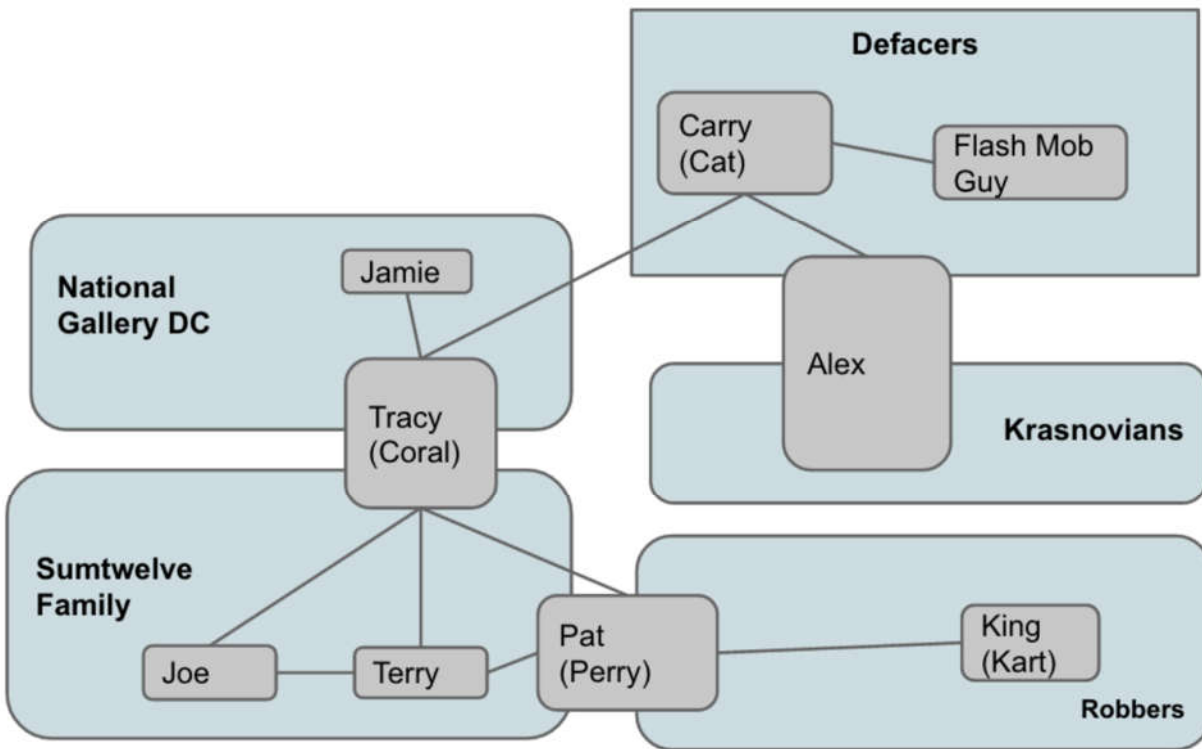 Defacers
Carry
(Cat)
Flash Mob
Guy
National
Gallery DC
Jamie
Tracy
(Coral)
Alex
Krasnovians
Sumtwelve
Family
Joe
Terry
Pat
(Perry)
King
(Kart)
Robbers